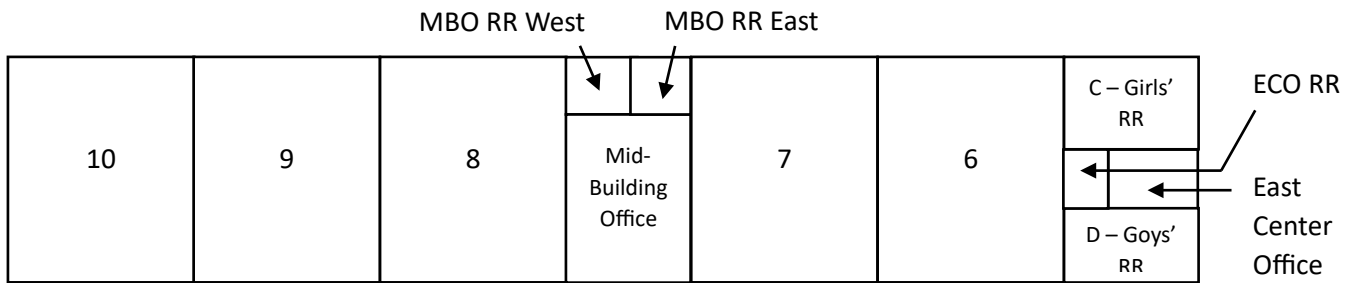 MBO RR West
MBO RR East
C – Girls'
RR
ECO RR
10
9
8
Mid-
Building
Office
7
6
East
Center
Office
D – Goys'
RR